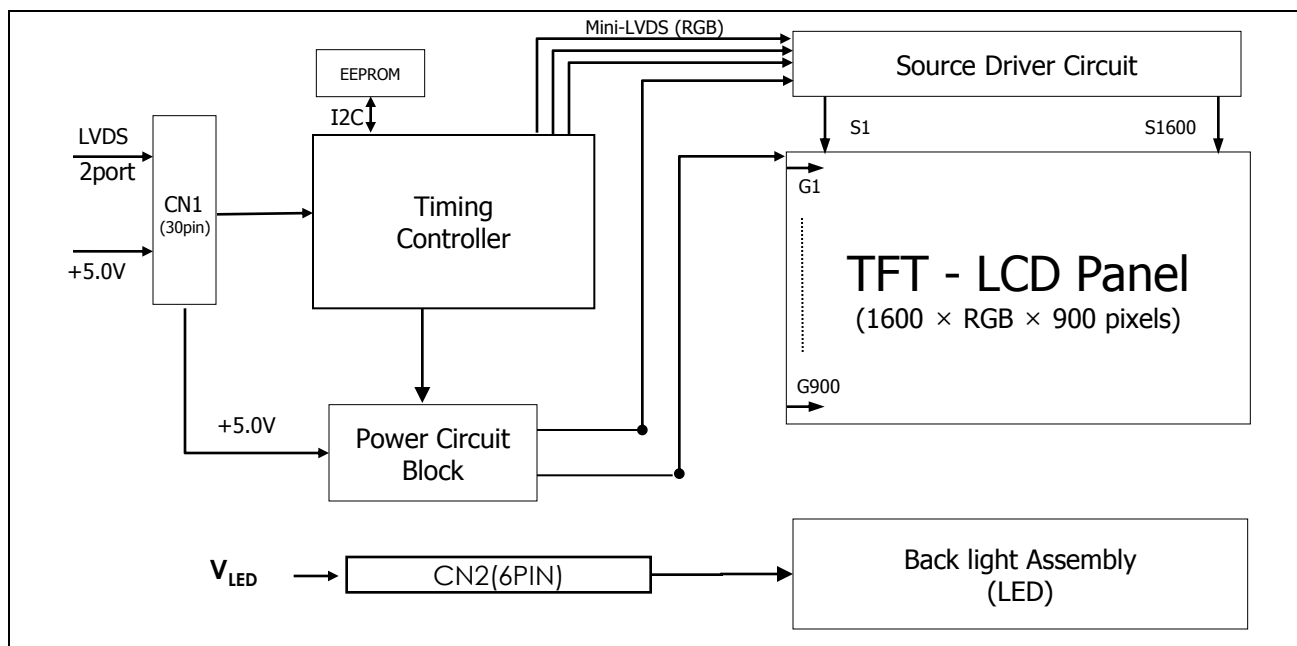 Mini-LVDS (RGB)
Source Driver Circuit
EEPROM
I2C
S1
S1600
LVDS
2port
CN1
(30pin)
+5.0V
Timing
Controller
G1
TFT - LCD Panel
(1600 × RGB × 900 pixels)
G900
+5.0V
Power Circuit
Block
V_LED
CN2(6PIN)
Back light Assembly
(LED)